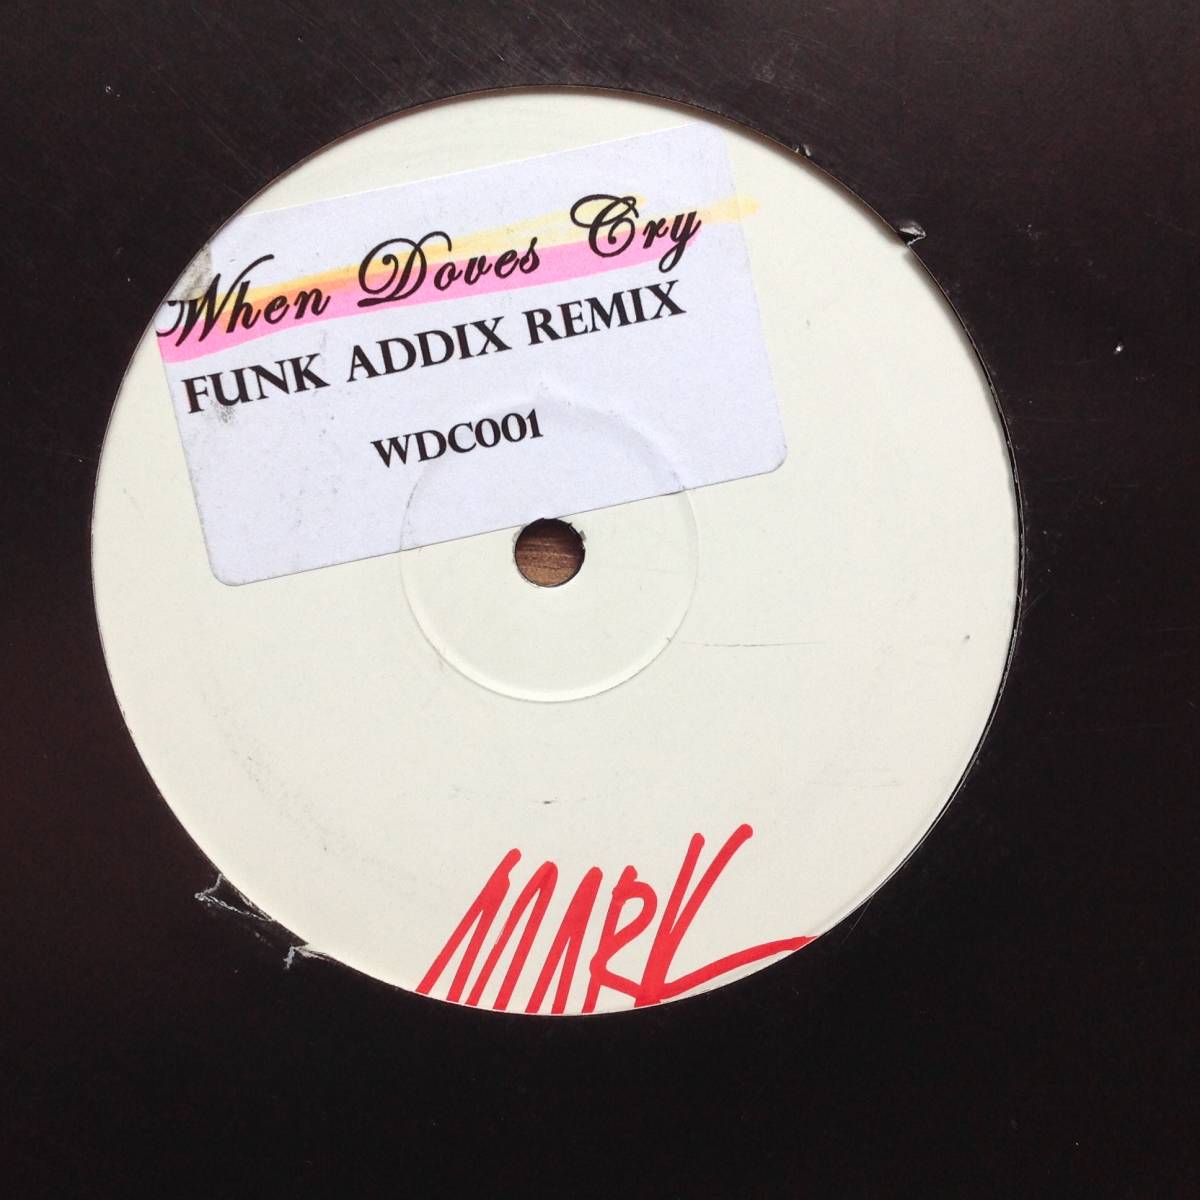 When Doves Cry
FUNK ADDIX REMIX
WDC001
MARK